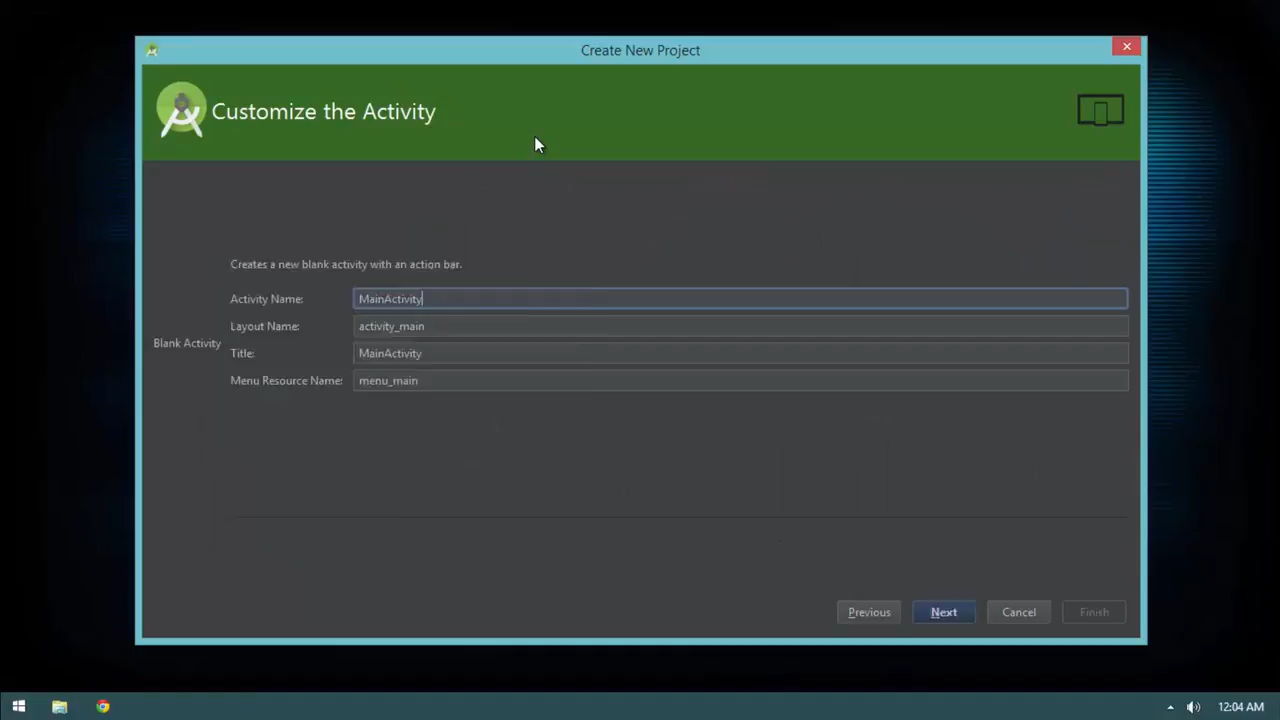 Create New Project
Customize the Activity
Creates a new blank activity with an action bar.
Activity Name: MainActivity
Layout Name: activity_main
Blank Activity
Title: MainActivity
Menu Resource Name: menu_main
Previous Next Cancel Finish
12:04 AM